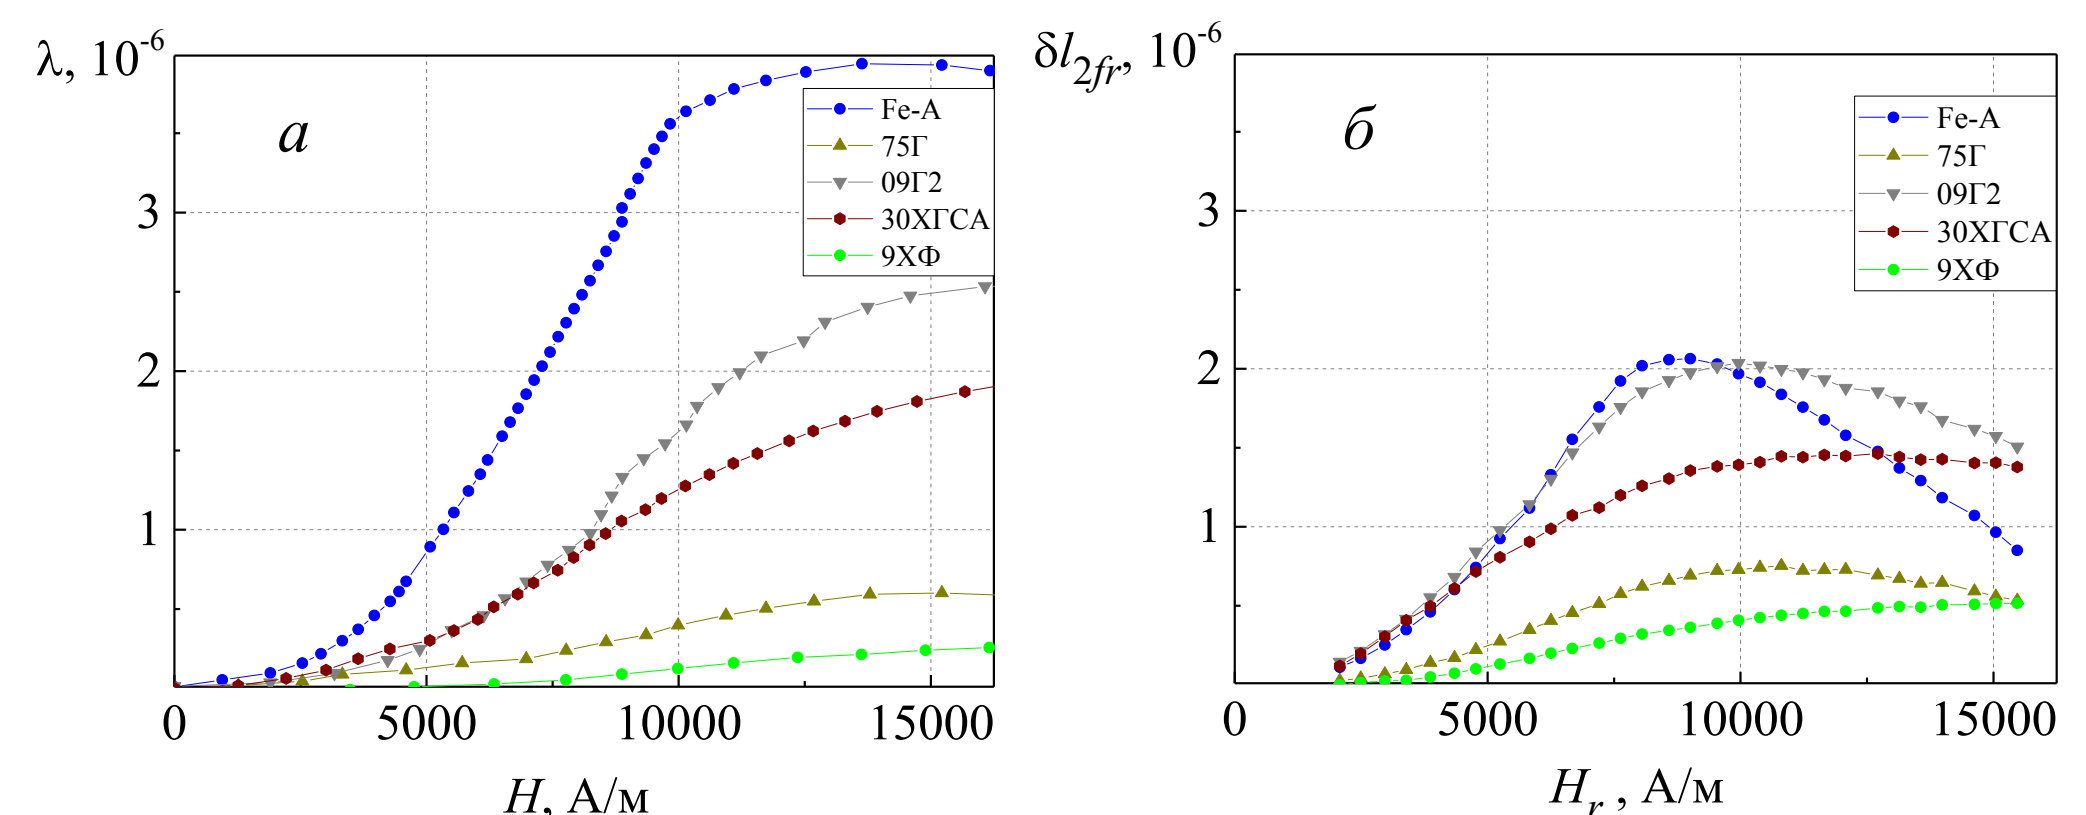 λ, 10-6
а
Fe-A
75Г
09Г2
30ХГСА
9ХФ
3
2
1
0 5000 10000 15000
H, А/м
δl2fr, 10-6
б
Fe-A
75Г
09Г2
30ХГСА
9ХФ
3
2
1
0 5000 10000 15000
Hr , А/м